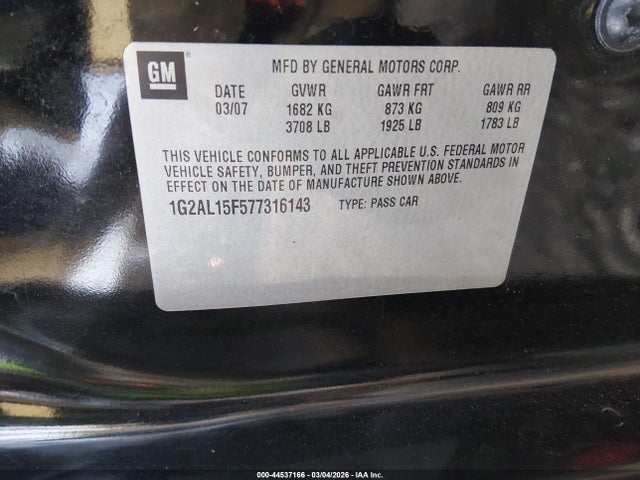 GM
MFD BY GENERAL MOTORS CORP.
DATE GVWR GAWR FRT GAWR RR
03/07 1682 KG 873 KG 809 KG
3708 LB 1925 LB 1783 LB
THIS VEHICLE CONFORMS TO ALL APPLICABLE U.S. FEDERAL MOTOR
VEHICLE SAFETY, BUMPER, AND THEFT PREVENTION STANDARDS IN
EFFECT ON THE DATE OF MANUFACTURE SHOWN ABOVE.
1G2AL15F577316143 TYPE: PASS CAR
000-44537166 - 03/04/2026 - IAA Inc.